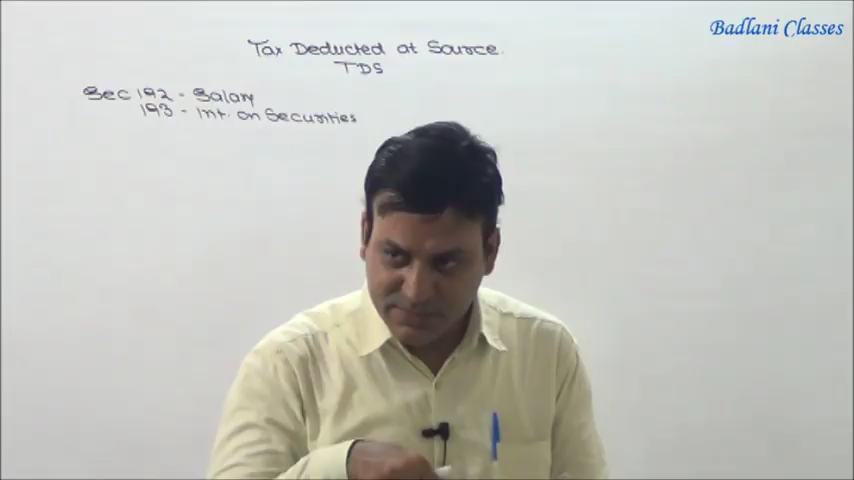 Badlani Classes
Tax Deducted at Source.
TDS
Sec 192 - Salary
193 - Int. on Securities